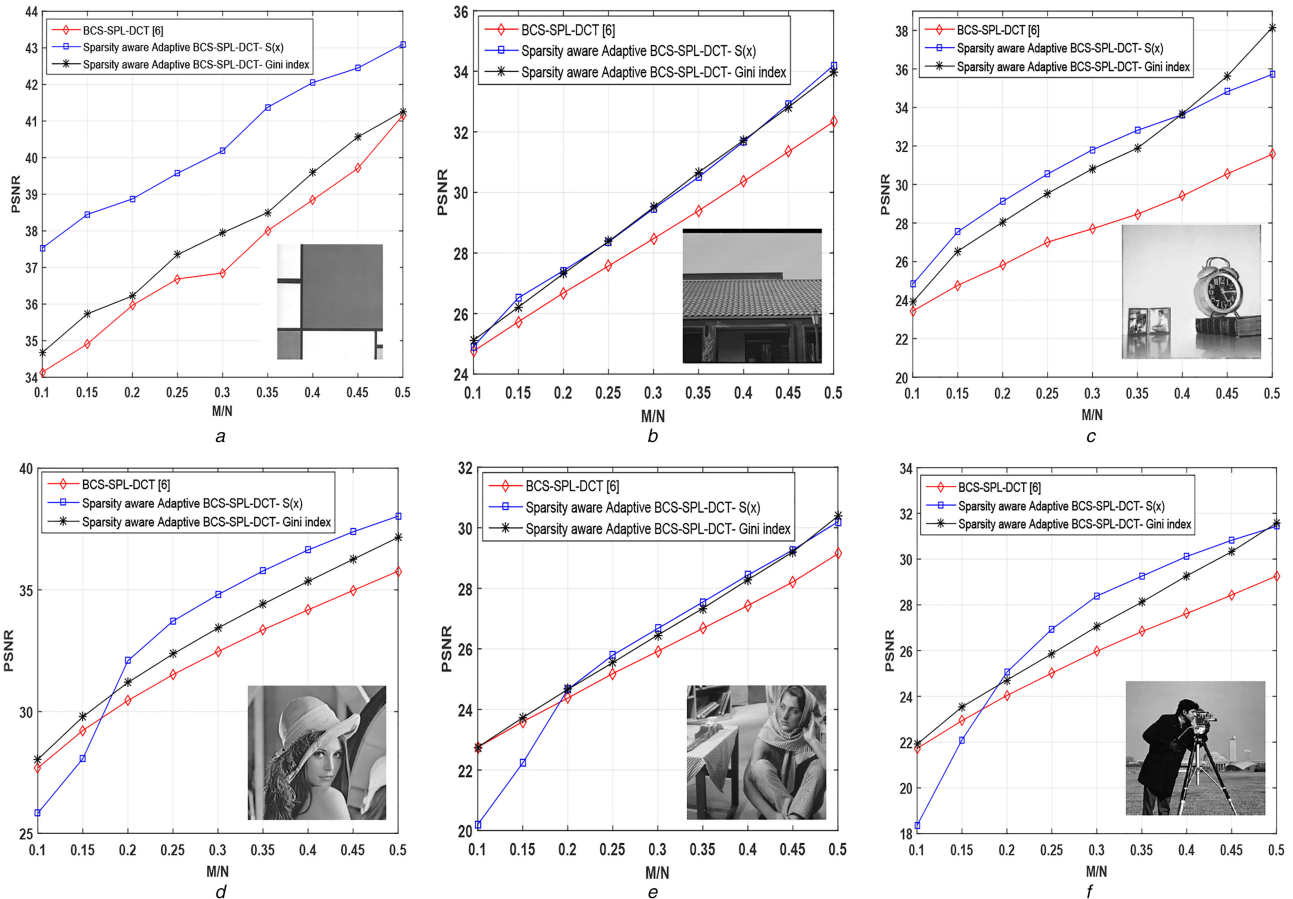 43
42
41
40
39
38
37
36
35
34
PSNR
BCS-SPL-DCT [6]
Sparsity aware Adaptive BCS-SPL-DCT- S(x)
Sparsity aware Adaptive BCS-SPL-DCT- Gini index
0.1 0.15 0.2 0.25 0.3 0.35 0.4 0.45 0.5
M/N
a
36
34
32
30
28
26
24
PSNR
BCS-SPL-DCT [6]
Sparsity aware Adaptive BCS-SPL-DCT- S(x)
Sparsity aware Adaptive BCS-SPL-DCT- Gini index
0.1 0.15 0.2 0.25 0.3 0.35 0.4 0.45 0.5
M/N
b
38
36
34
32
30
28
26
24
22
20
PSNR
BCS-SPL-DCT [6]
Sparsity aware Adaptive BCS-SPL-DCT- S(x)
Sparsity aware Adaptive BCS-SPL-DCT- Gini index
0.1 0.15 0.2 0.25 0.3 0.35 0.4 0.45 0.5
M/N
c
40
35
30
25
PSNR
BCS-SPL-DCT [6]
Sparsity aware Adaptive BCS-SPL-DCT- S(x)
Sparsity aware Adaptive BCS-SPL-DCT- Gini index
0.1 0.15 0.2 0.25 0.3 0.35 0.4 0.45 0.5
M/N
d
32
30
28
26
24
22
20
PSNR
BCS-SPL-DCT [6]
Sparsity aware Adaptive BCS-SPL-DCT- S(x)
Sparsity aware Adaptive BCS-SPL-DCT- Gini index
0.1 0.15 0.2 0.25 0.3 0.35 0.4 0.45 0.5
M/N
e
34
32
30
28
26
24
22
20
18
PSNR
BCS-SPL-DCT [6]
Sparsity aware Adaptive BCS-SPL-DCT- S(x)
Sparsity aware Adaptive BCS-SPL-DCT- Gini index
0.1 0.15 0.2 0.25 0.3 0.35 0.4 0.45 0.5
M/N
f